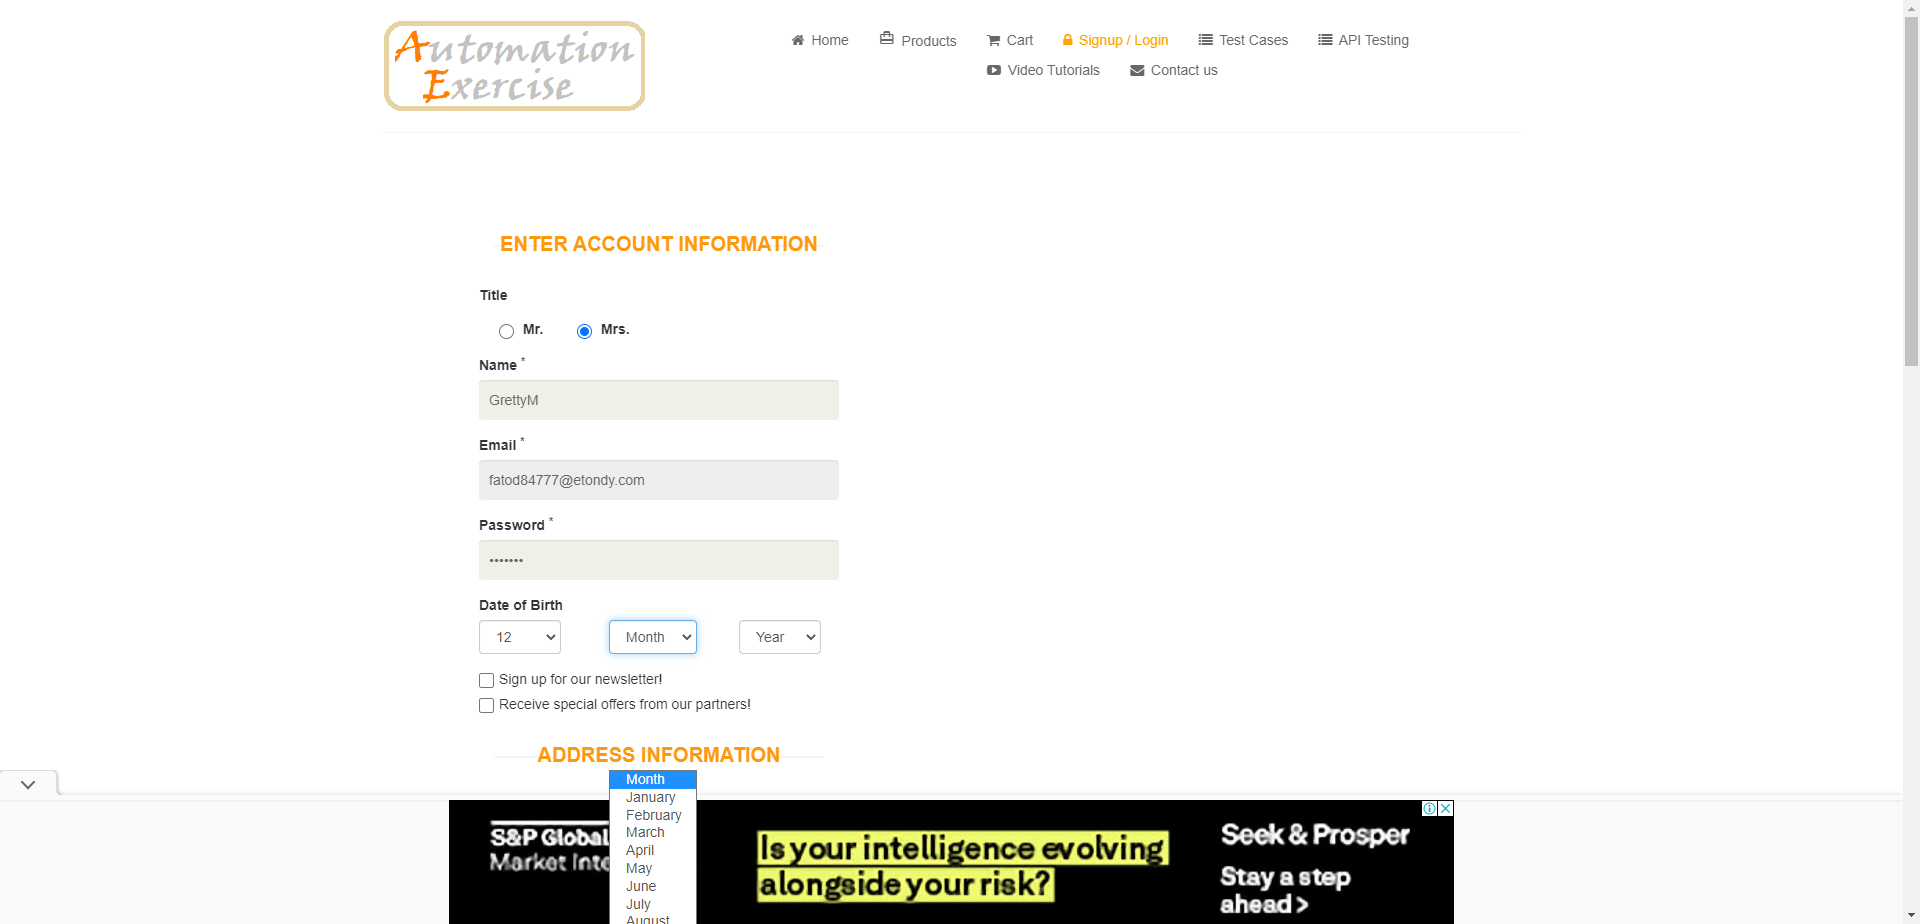 Automation
Exercise
Home
Products
Cart
Signup / Login
Test Cases
API Testing
Video Tutorials
Contact us
ENTER ACCOUNT INFORMATION
Title
Mr.
Mrs.
Name *
GrettyM
Email *
fatod84777@etondy.com
Password *
•••••••
Date of Birth
12
Month
Year
Sign up for our newsletter!
Receive special offers from our partners!
ADDRESS INFORMATION
Month
January
February
March
April
May
June
July
August
S&P Global
Market Inte
Is your intelligence evolving
alongside your risk?
Seek & Prosper
Stay a step
ahead >